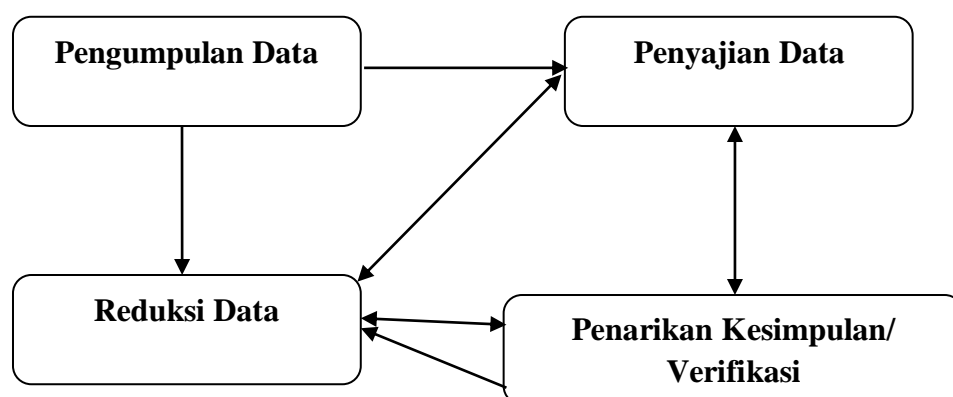 Pengumpulan Data
Penyajian Data
Reduksi Data
Penarikan Kesimpulan/
Verifikasi